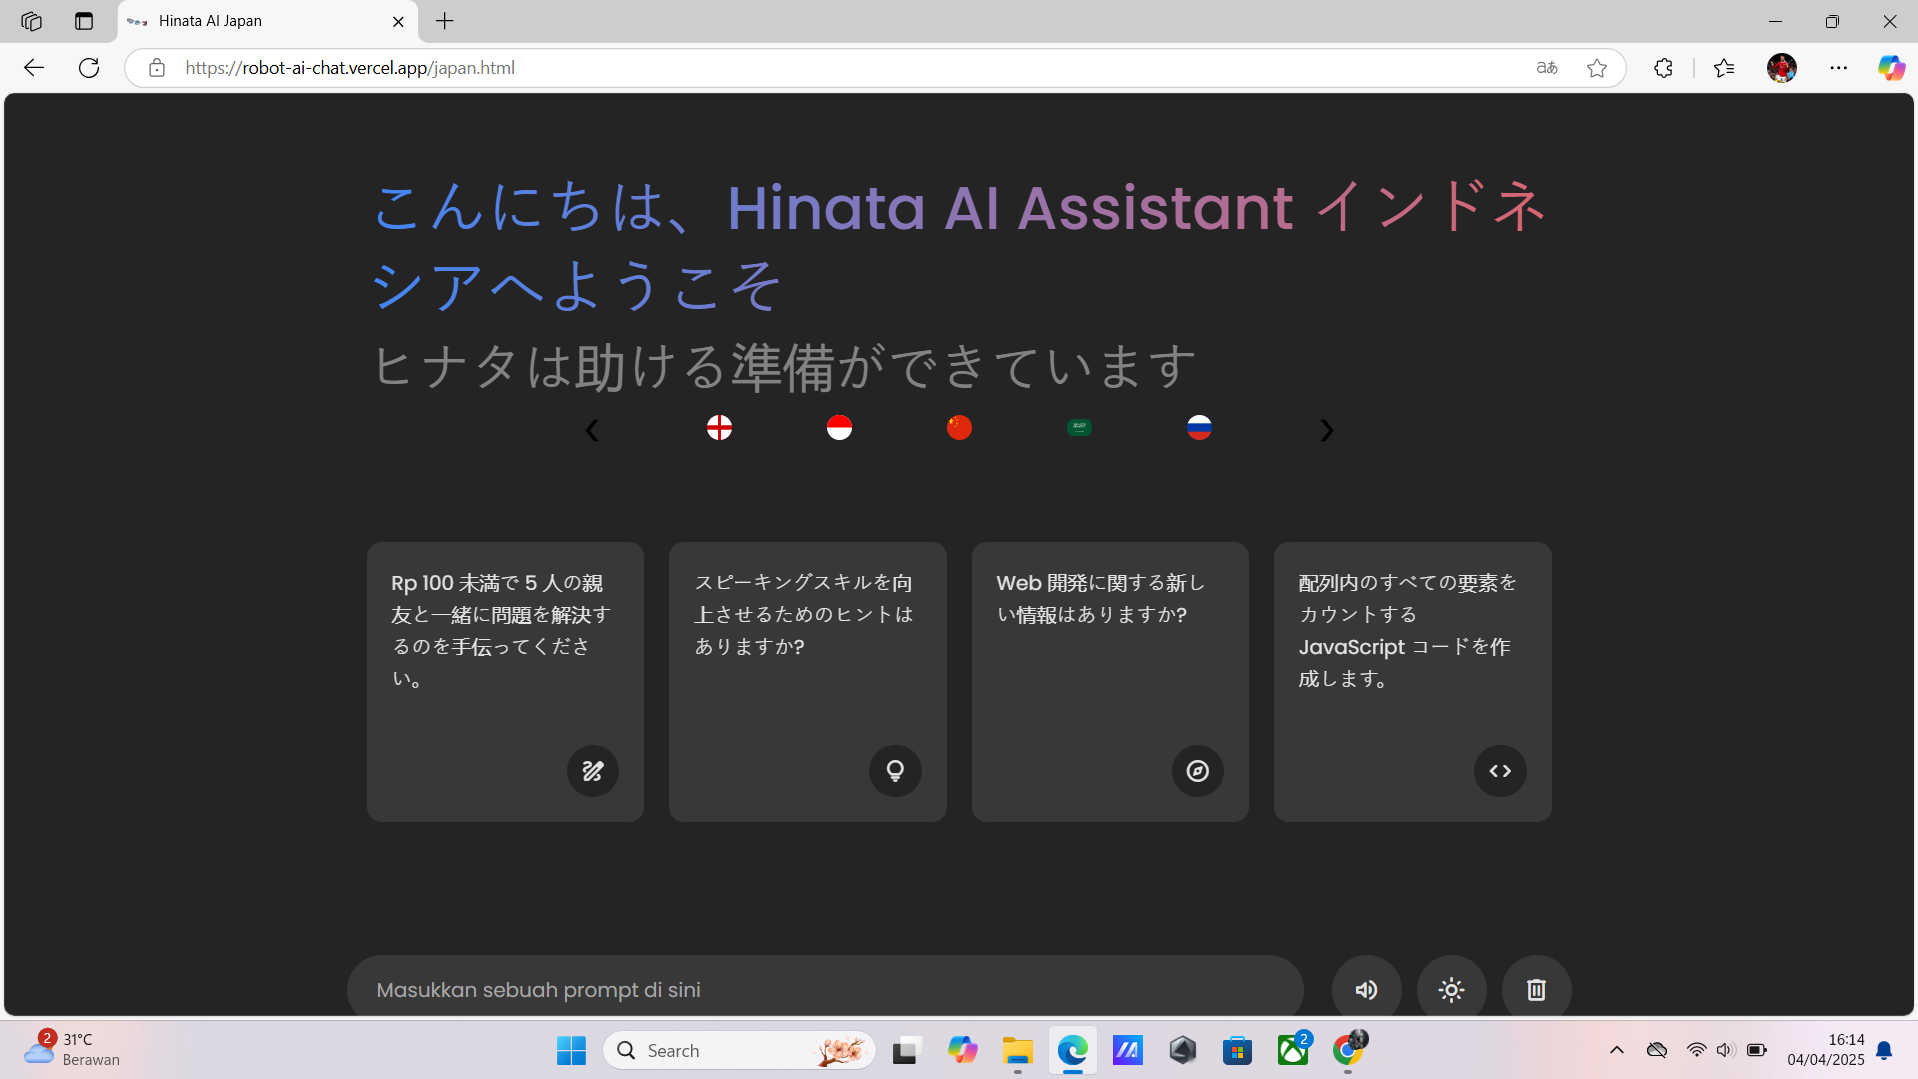 Hinata AI Japan
https://robot-ai-chat.vercel.app/japan.html
aあ
こんにちは、Hinata AI Assistant インドネ
シアへようこそ
ヒナタは助ける準備ができています
Rp 100 未満で 5 人の親
友と一緒に問題を解決す
るのを手伝ってくださ
い。
スピーキングスキルを向
上させるためのヒントは
ありますか?
Web 開発に関する新し
い情報はありますか?
配列内のすべての要素を
カウントする
JavaScript コードを作
成します。
Masukkan sebuah prompt di sini
2
31°C
Berawan
Search
2
16:14
04/04/2025